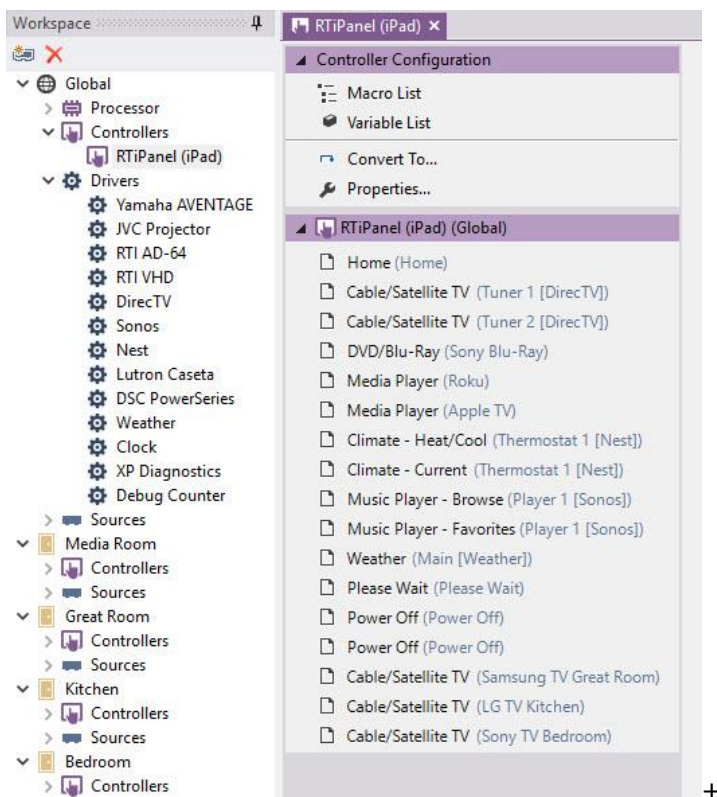 Workspace
Global
Processor
Controllers
RTiPanel (iPad)
Drivers
Yamaha AVENTAGE
JVC Projector
RTI AD-64
RTI VHD
DirecTV
Sonos
Nest
Lutron Caseta
DSC PowerSeries
Weather
Clock
XP Diagnostics
Debug Counter
Sources
Media Room
Controllers
Sources
Great Room
Controllers
Sources
Kitchen
Controllers
Sources
Bedroom
Controllers
RTiPanel (iPad)
Controller Configuration
Macro List
Variable List
Convert To...
Properties...
RTiPanel (iPad) (Global)
Home (Home)
Cable/Satellite TV (Tuner 1 [DirecTV])
Cable/Satellite TV (Tuner 2 [DirecTV])
DVD/Blu-Ray (Sony Blu-Ray)
Media Player (Roku)
Media Player (Apple TV)
Climate - Heat/Cool (Thermostat 1 [Nest])
Climate - Current (Thermostat 1 [Nest])
Music Player - Browse (Player 1 [Sonos])
Music Player - Favorites (Player 1 [Sonos])
Weather (Main [Weather])
Please Wait (Please Wait)
Power Off (Power Off)
Power Off (Power Off)
Cable/Satellite TV (Samsung TV Great Room)
Cable/Satellite TV (LG TV Kitchen)
Cable/Satellite TV (Sony TV Bedroom)
+